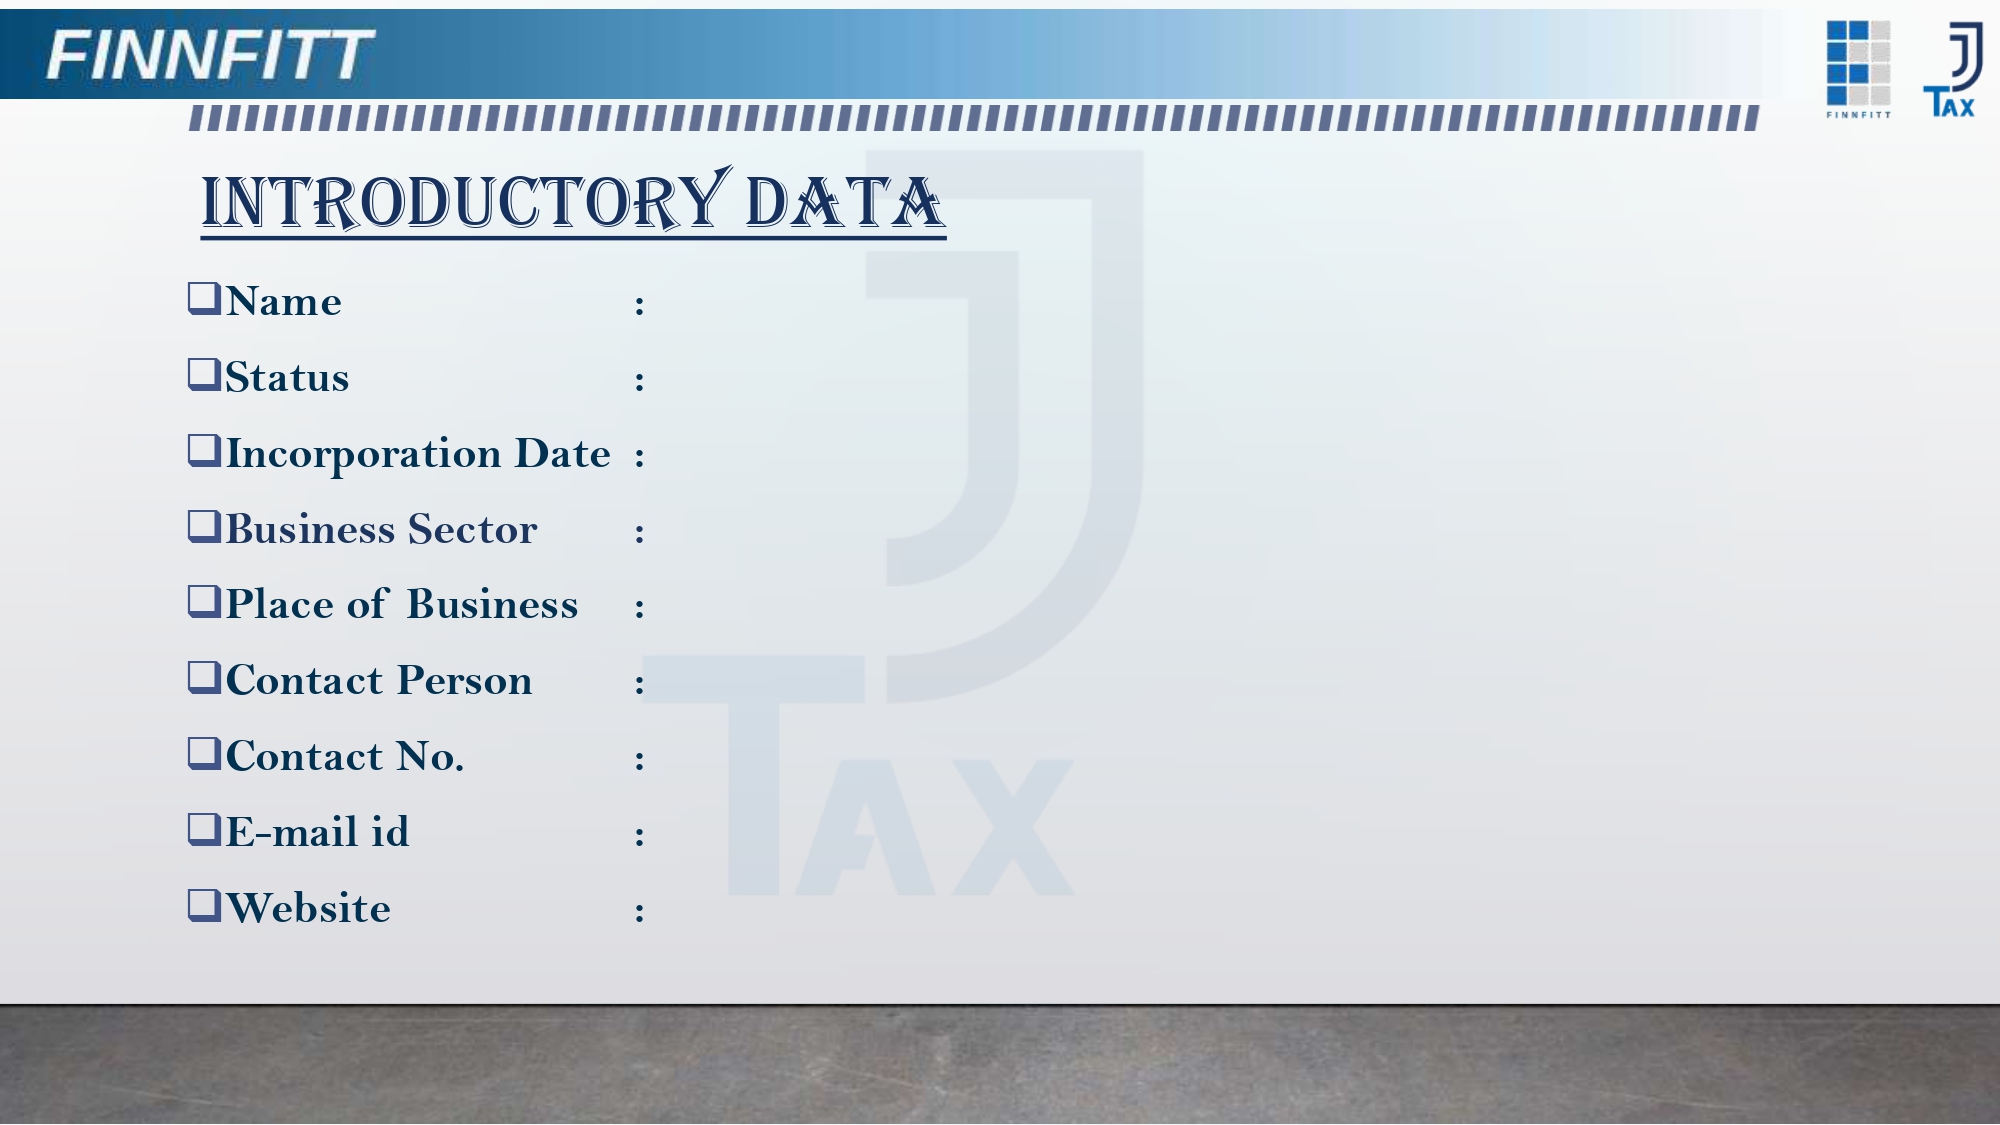 FINNFITT
FINNFITT
J
TAX
INTRODUCTORY DATA
❑Name :
❑Status :
❑Incorporation Date :
❑Business Sector :
❑Place of Business :
❑Contact Person :
❑Contact No. :
❑E-mail id :
❑Website :
J
TAX